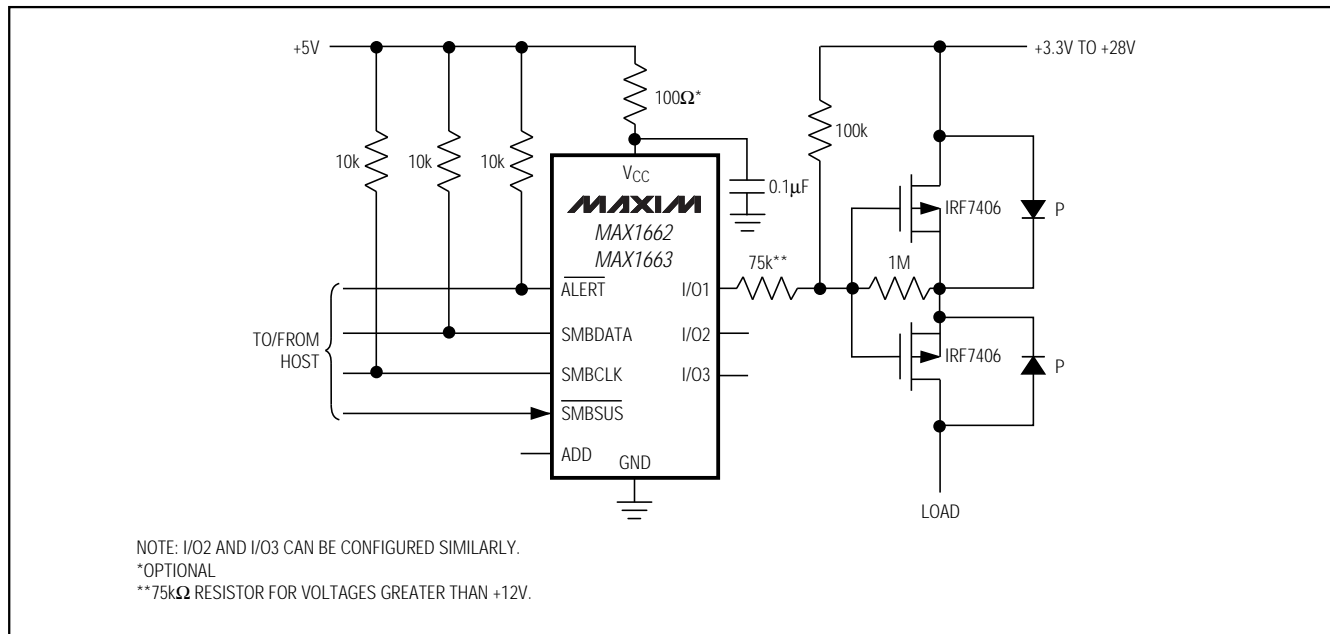 +5V
+3.3V TO +28V
100Ω*
100k
10k
10k
10k
VCC
0.1µF
MAXIM
MAX1662
MAX1663
IRF7406
P
75k**
1M
ALERT
I/O1
TO/FROM
HOST
SMBDATA
I/O2
IRF7406
P
SMBCLK
I/O3
SMBSUS
ADD
GND
LOAD
NOTE: I/O2 AND I/O3 CAN BE CONFIGURED SIMILARLY.
*OPTIONAL
**75kΩ RESISTOR FOR VOLTAGES GREATER THAN +12V.